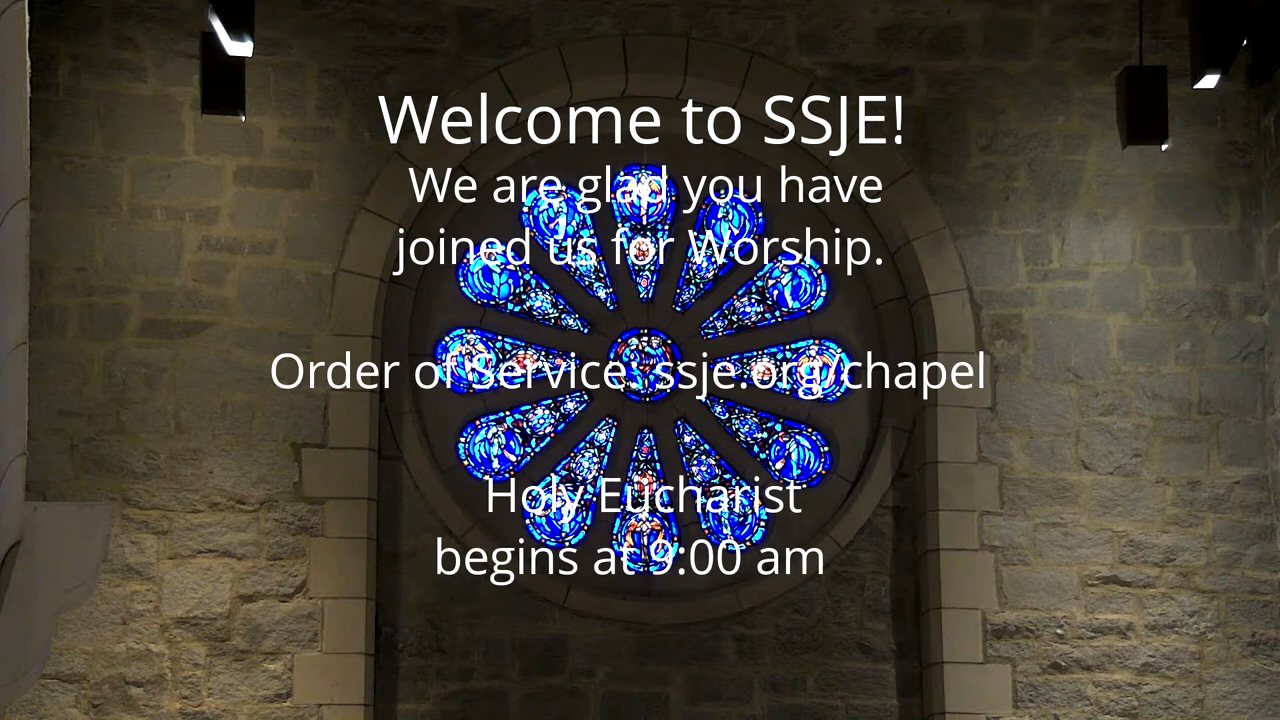 Welcome to SSJE!
We are glad you have
joined us for Worship.
Order of Service: ssje.org/chapel
Holy Eucharist
begins at 9:00 am